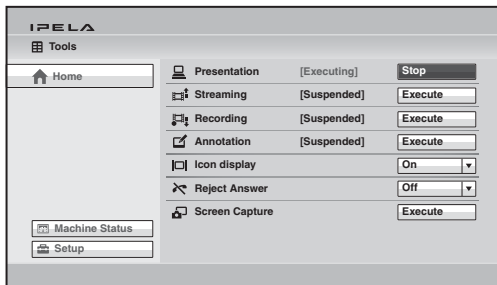 IPELA
Tools
Home
Presentation [Executing] Stop
Streaming [Suspended] Execute
Recording [Suspended] Execute
Annotation [Suspended] Execute
Icon display On
Reject Answer Off
Screen Capture Execute
Machine Status
Setup